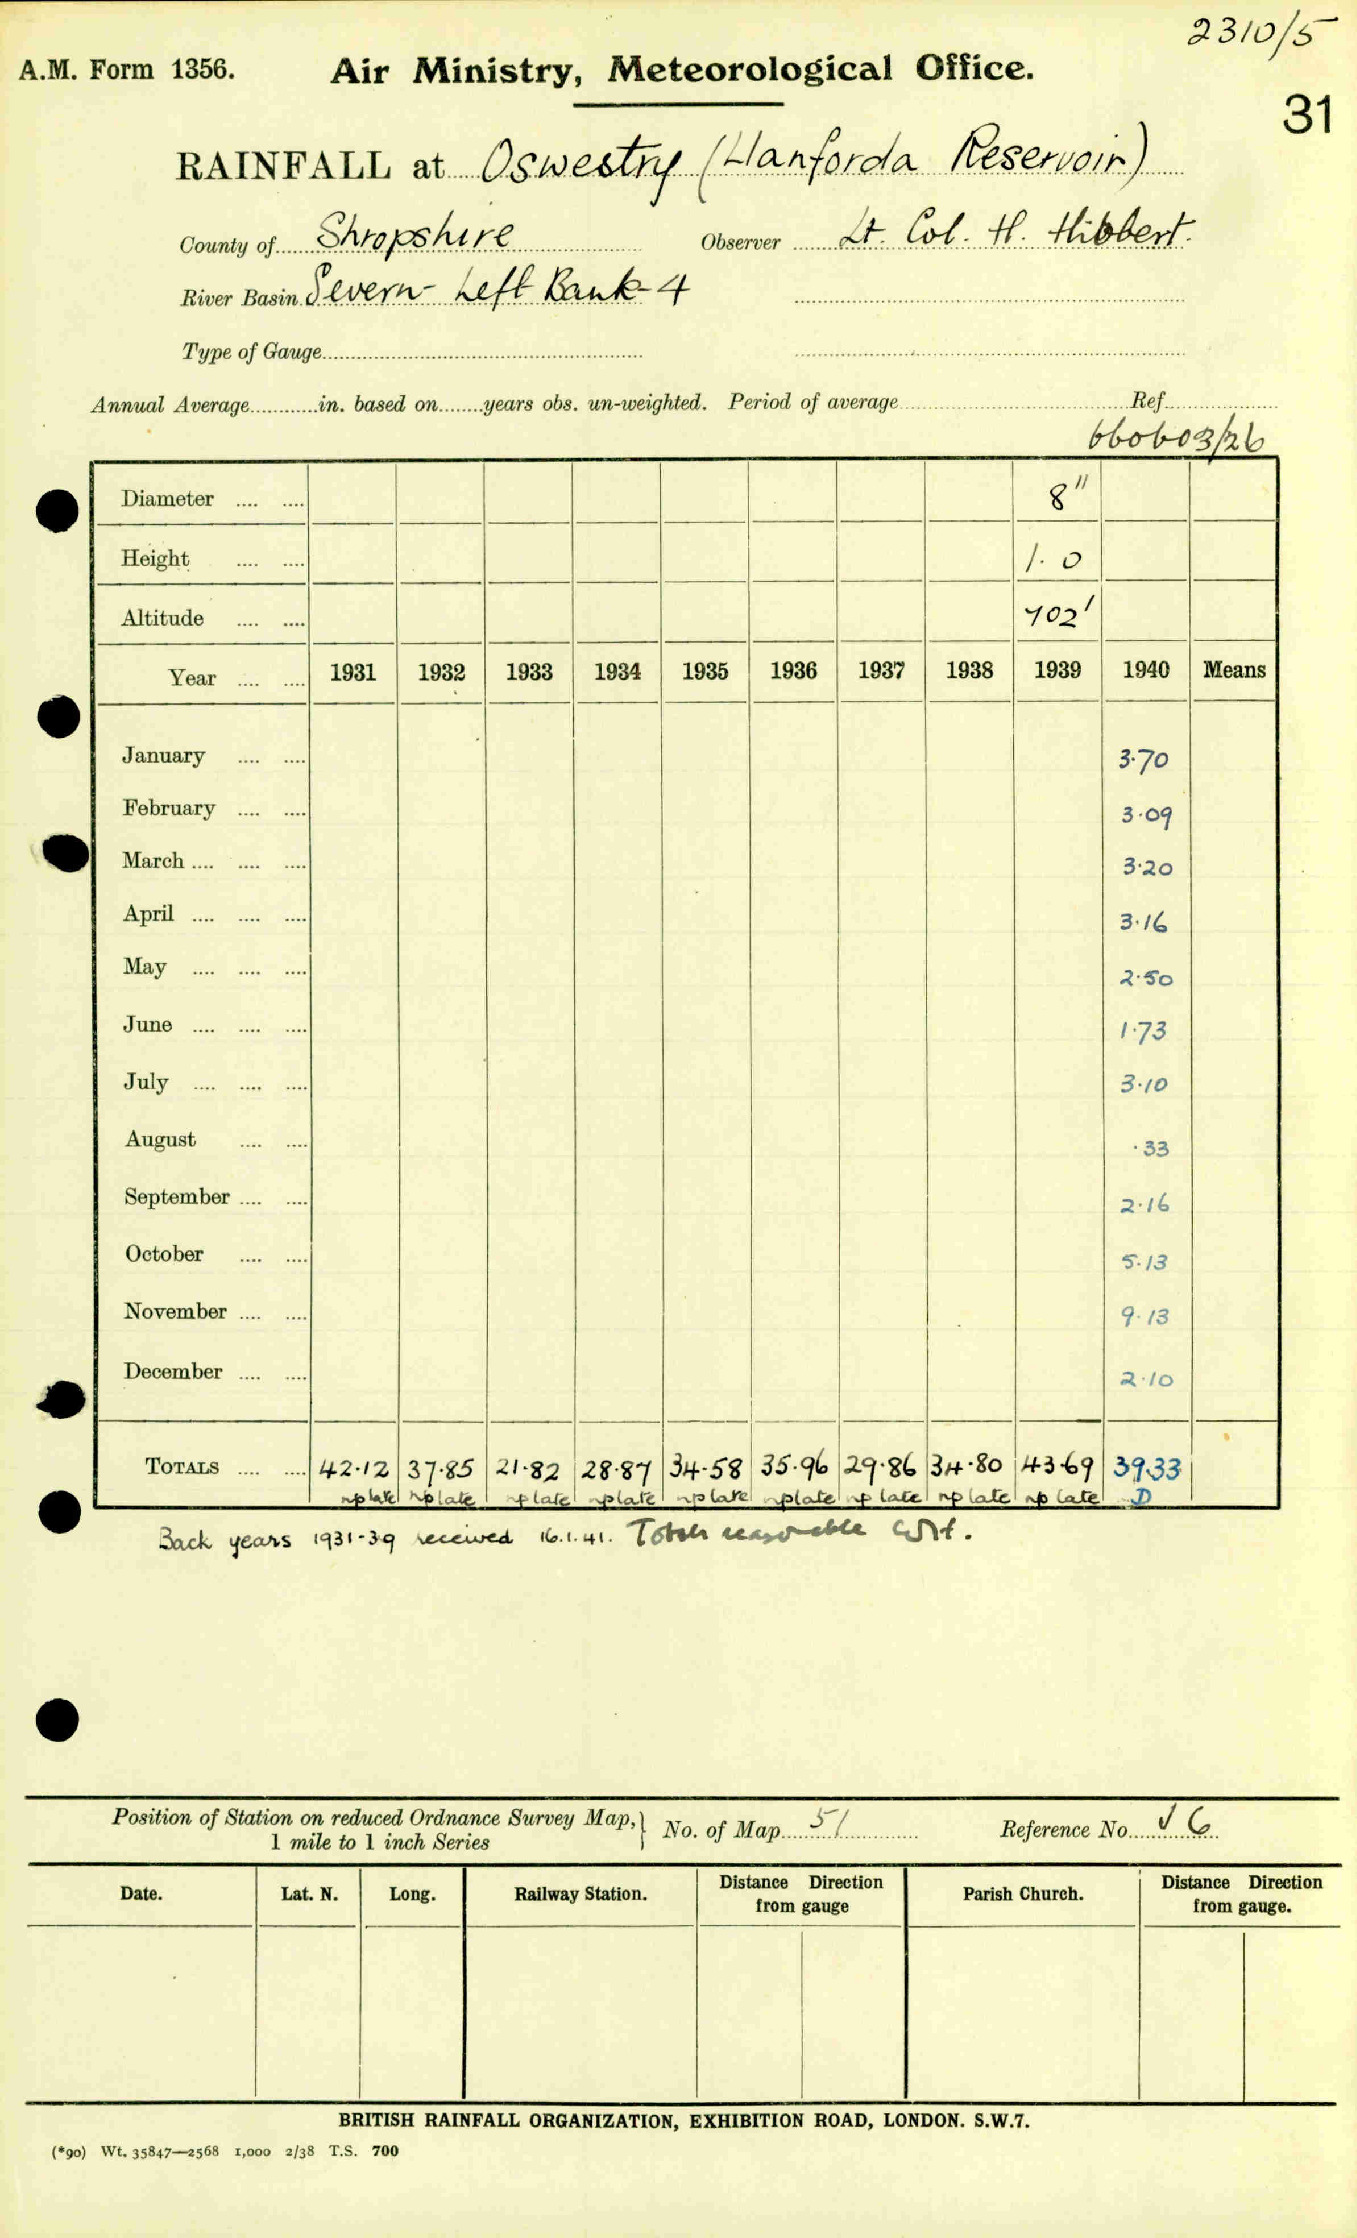 2310/5
A.M. Form 1356. Air Ministry, Meteorological Office.
31
RAINFALL at Oswestry (Llanforda Reservoir)
County of Shropshire Observer Lt. Col. H. Hibbert.
River Basin Severn - Left Bank - 4
Type of Gauge
Annual Average in. based on years obs. un-weighted. Period of average Ref
660603/26
Diameter 8"
Height 1. 0
Altitude 702'
Year 1931 1932 1933 1934 1935 1936 1937 1938 1939 1940 Means
January 3.70
February 3.09
March 3.20
April 3.16
May 2.50
June 1.73
July 3.10
August .33
September 2.16
October 5.13
November 9.13
December 2.10
TOTALS 42.12 37.85 21.82 28.87 34.58 35.96 29.86 34.80 43.69 39.33
np late np late np late np late np late np late np late np late np late D
Back years 1931-39 received 16.1.41. Totals reasonable
Position of Station on reduced Ordnance Survey Map, } No. of Map 51 Reference No. J 6
1 mile to 1 inch Series
Date. Lat. N. Long. Railway Station. Distance Direction from gauge Parish Church. Distance Direction from gauge.
BRITISH RAINFALL ORGANIZATION, EXHIBITION ROAD, LONDON. S.W.7.
(*90) Wt. 35847—2568 1,000 2/38 T.S. 700